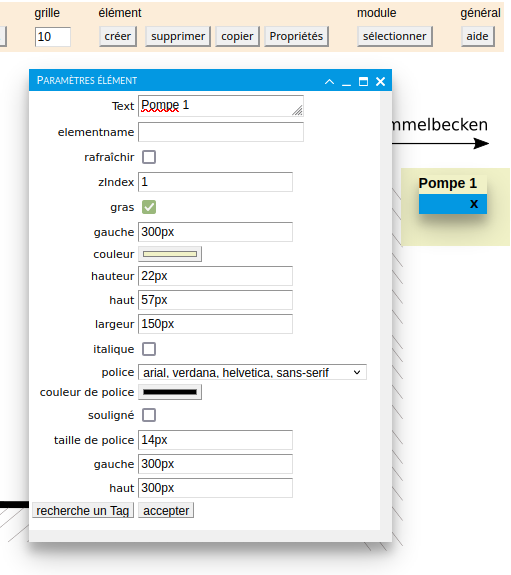 grille élément module général
10 créer supprimer copier Propriétés sélectionner aide
Paramètres élément
Text Pompe 1
elementname
rafraîchir
zIndex 1
gras
gauche 300px
couleur
hauteur 22px
haut 57px
largeur 150px
italique
police arial, verdana, helvetica, sans-serif
couleur de police
souligné
taille de police 14px
gauche 300px
haut 300px
recherche un Tag accepter
mmelbecken
Pompe 1
x